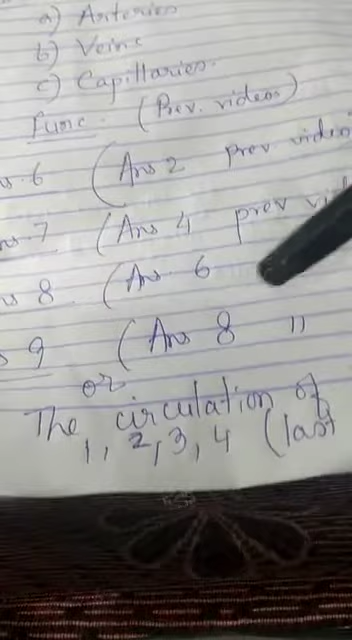 a) Arteries
b) Veins
c) Capillaries.
Func. (Prev. videos)
6 (Ans 2 prev video
7 (Ans 4 prev
8 (Ans 6
9 (Ans 8 "
or
The circulation of
1, 2, 3, 4 (last